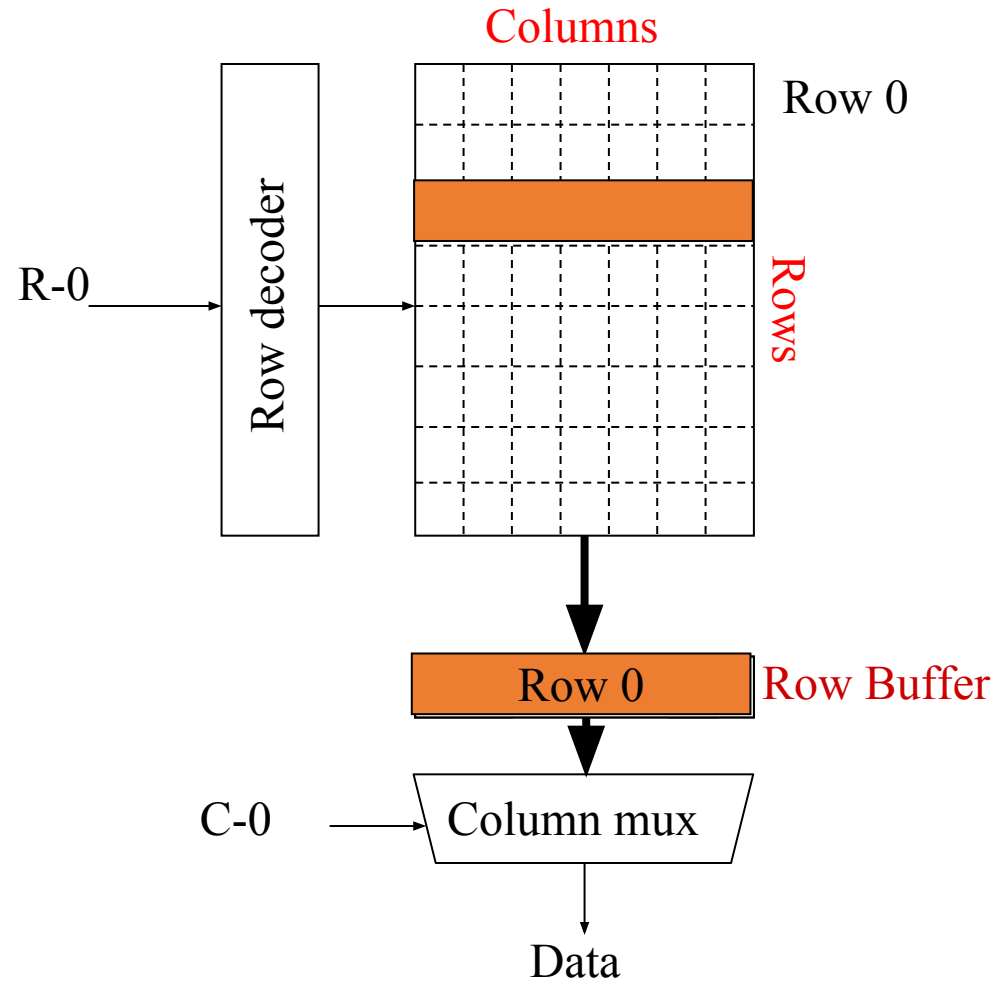 Columns
Row 0
Row decoder
R-0
Rows
Row 0
Row Buffer
C-0
Column mux
Data